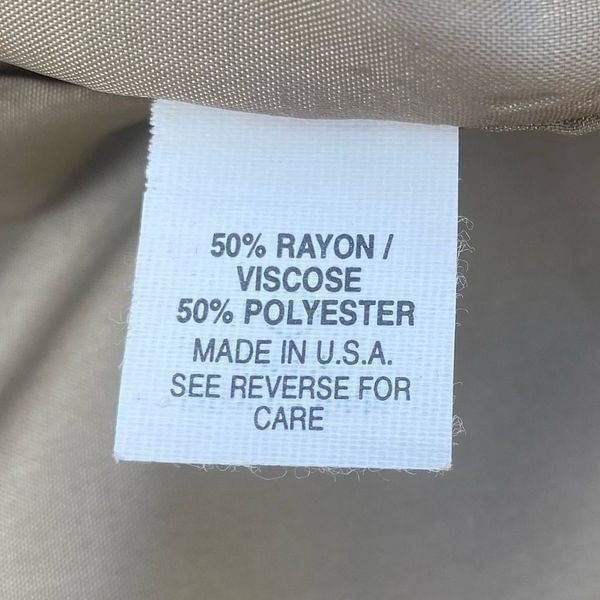 50% RAYON /
VISCOSE
50% POLYESTER
MADE IN U.S.A.
SEE REVERSE FOR
CARE